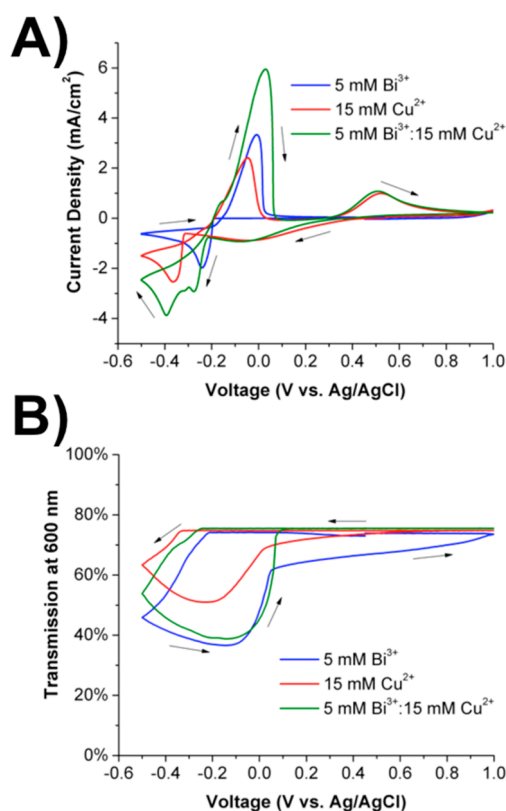 A)
6
4
2
0
-2
-4
Current Density (mA/cm²)
5 mM Bi³⁺
15 mM Cu²⁺
5 mM Bi³⁺:15 mM Cu²⁺
-0.6 -0.4 -0.2 0.0 0.2 0.4 0.6 0.8 1.0
Voltage (V vs. Ag/AgCl)
B)
100%
80%
60%
40%
20%
0%
Transmission at 600 nm
5 mM Bi³⁺
15 mM Cu²⁺
5 mM Bi³⁺:15 mM Cu²⁺
-0.6 -0.4 -0.2 0.0 0.2 0.4 0.6 0.8 1.0
Voltage (V vs. Ag/AgCl)